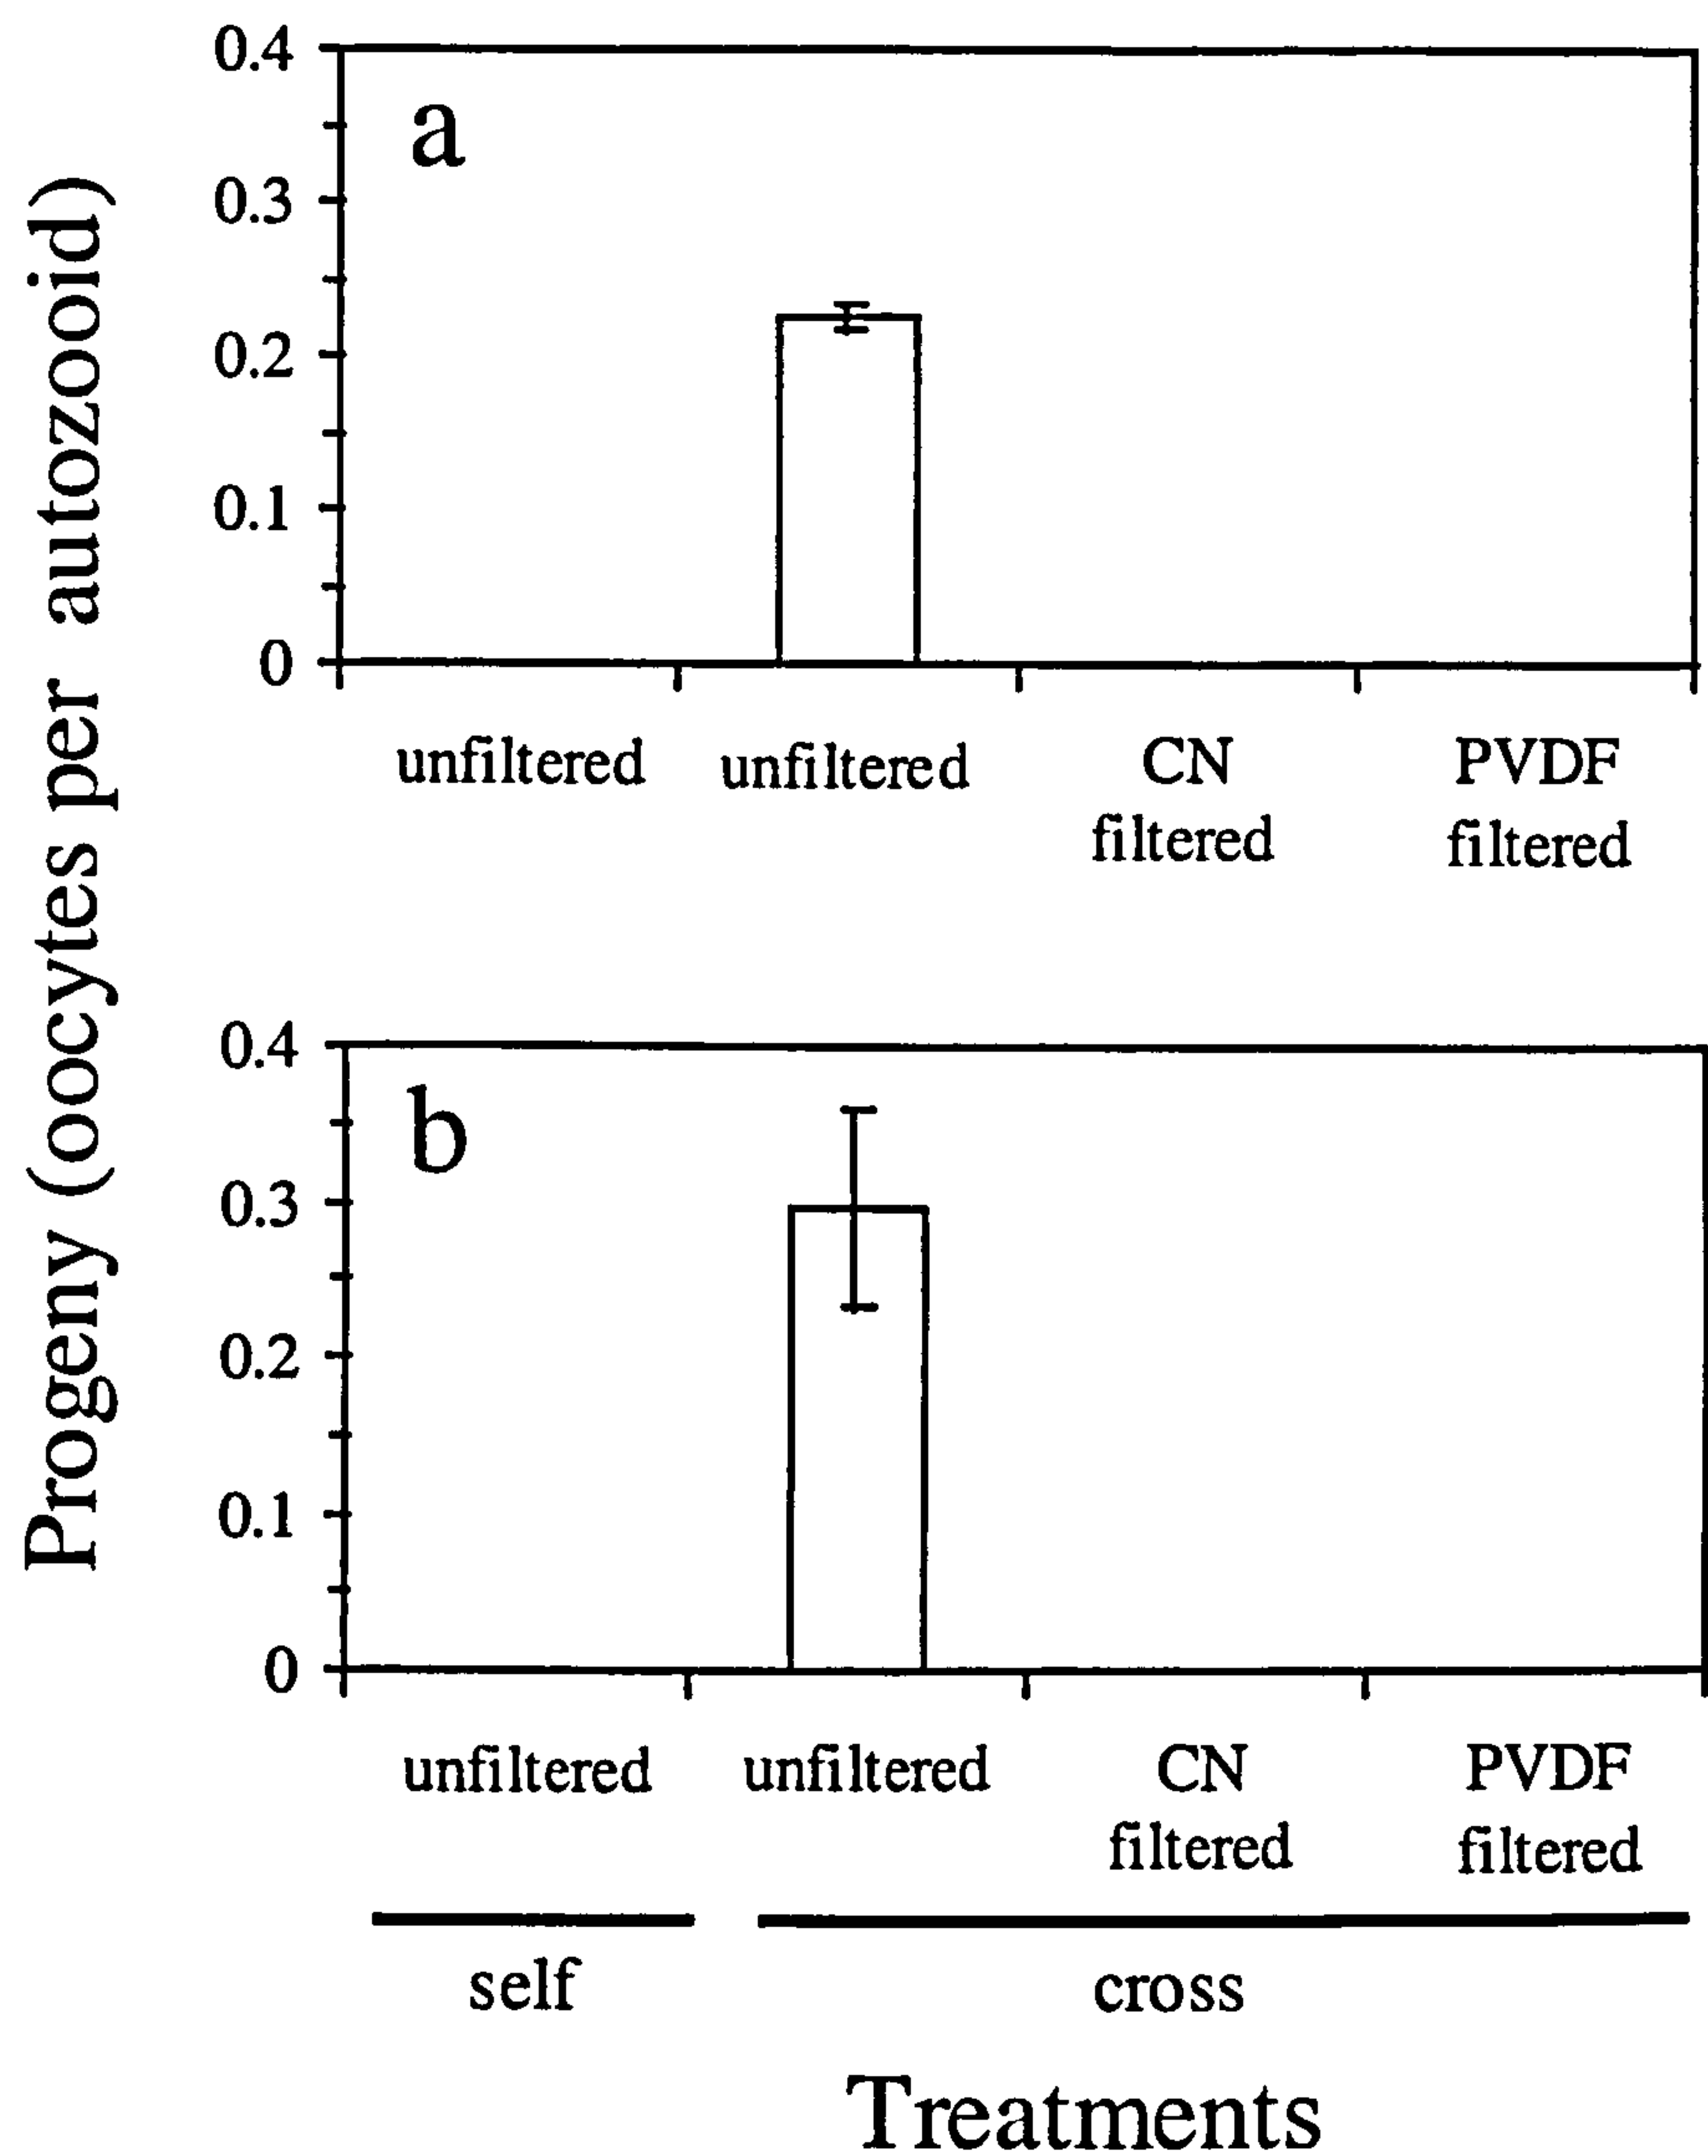 Progeny (oocytes per autozooid)
0.4
0.3
0.2
0.1
0
a
unfiltered unfiltered CN PVDF
filtered filtered
0.4
0.3
0.2
0.1
0
b
unfiltered unfiltered CN PVDF
filtered filtered
self cross
Treatments